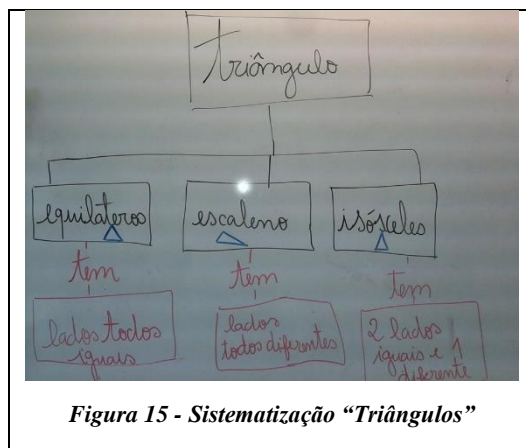 triângulo
equilateros
escaleno
isósceles
tem
tem
tem
lados todos
iguais
lados
todos diferentes
2 lados
iguais e 1
diferente
Figura 15 - Sistematização “Triângulos”